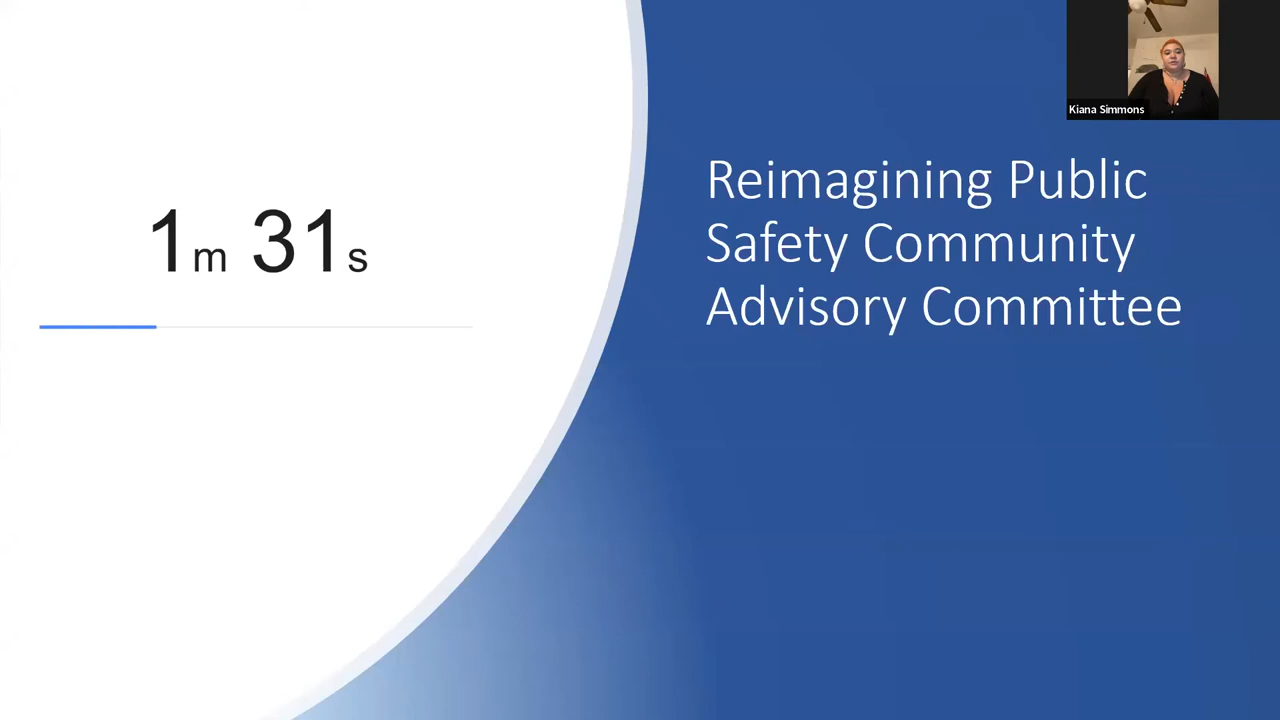 Kiana Simmons
1m 31s
Reimagining Public
Safety Community
Advisory Committee